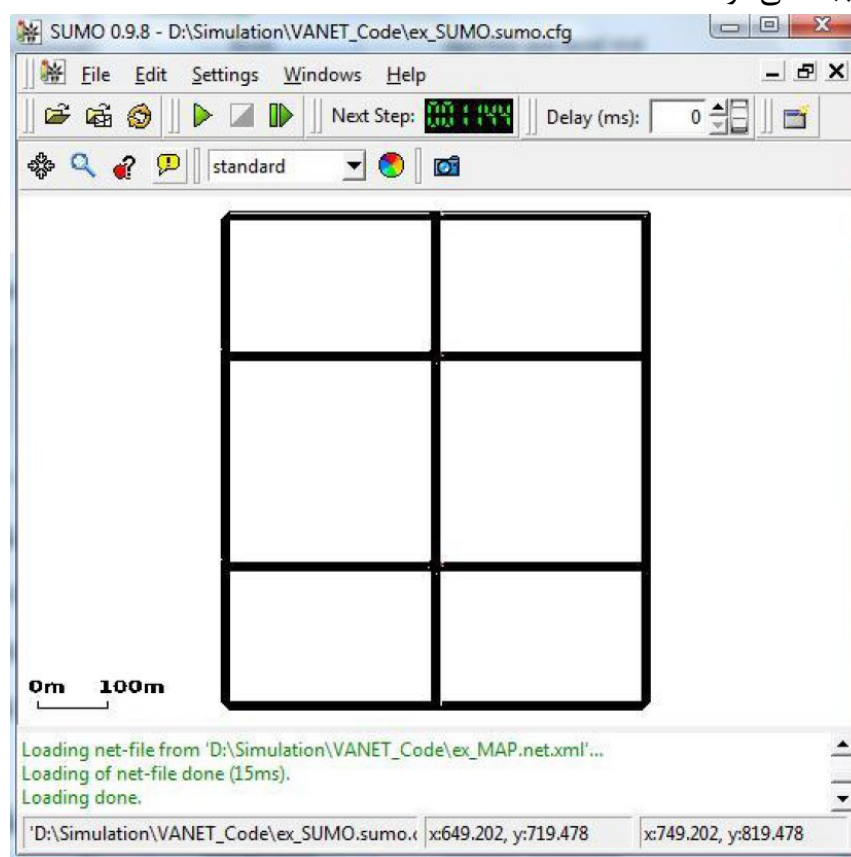 SUMO 0.9.8 - D:\Simulation\VANET_Code\ex_SUMO.sumo.cfg
File Edit Settings Windows Help
Next Step: 001144 Delay (ms): 0
standard
0m 100m
Loading net-file from 'D:\Simulation\VANET_Code\ex_MAP.net.xml'...
Loading of net-file done (15ms).
Loading done.
'D:\Simulation\VANET_Code\ex_SUMO.sumo.( x:649.202, y:719.478 x:749.202, y:819.478